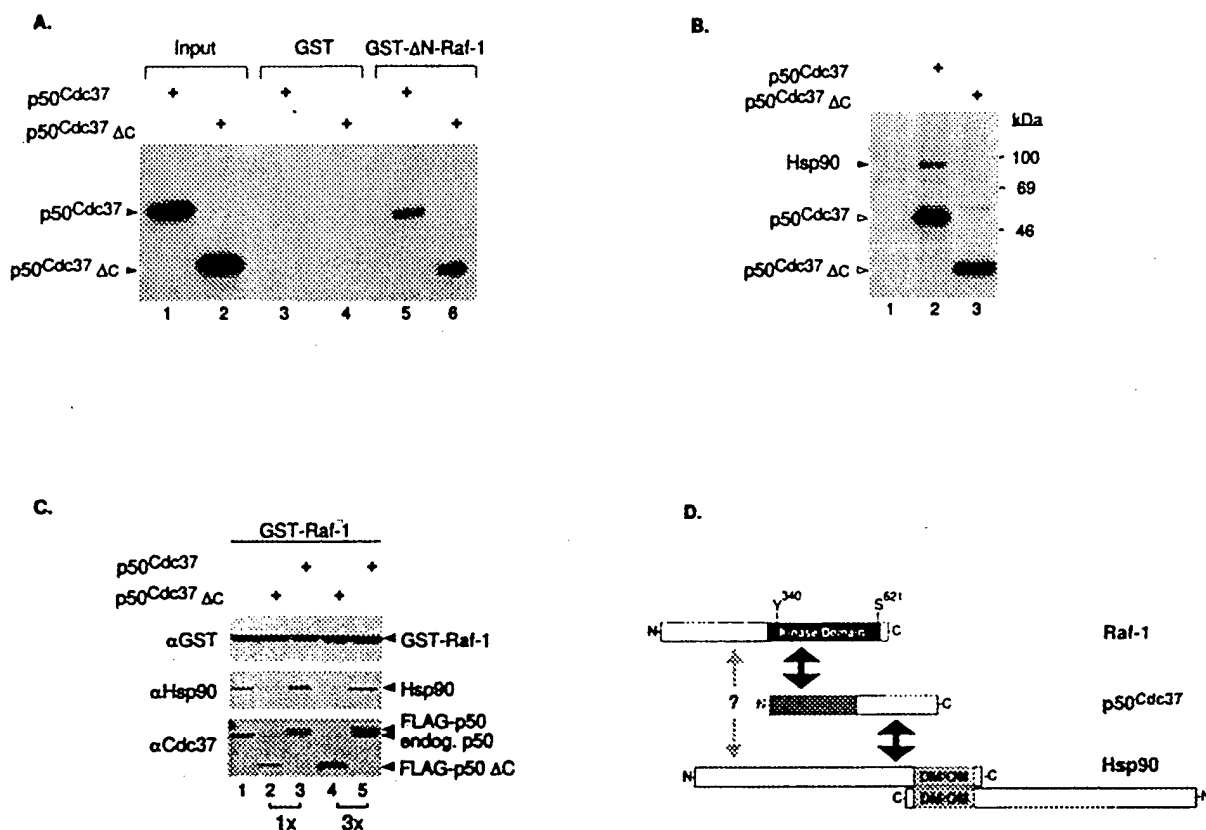 A.
Input GST GST-ΔN-Raf-1
p50Cdc37 + + +
p50Cdc37 ΔC + + +
p50Cdc37
p50Cdc37 ΔC
1 2 3 4 5 6
B.
p50Cdc37 +
p50Cdc37 ΔC +
kDa
Hsp90 100
69
p50Cdc37
46
p50Cdc37 ΔC
1 2 3
C.
GST-Raf-1
p50Cdc37 + +
p50Cdc37 ΔC + +
αGST GST-Raf-1
αHsp90 Hsp90
αCdc37 FLAG-p50
endog. p50
FLAG-p50 ΔC
1 2 3 4 5
1x 3x
D.
Y340 S621
N Kinase Domain C Raf-1
?
N C p50Cdc37
Hsp90
N C
C N